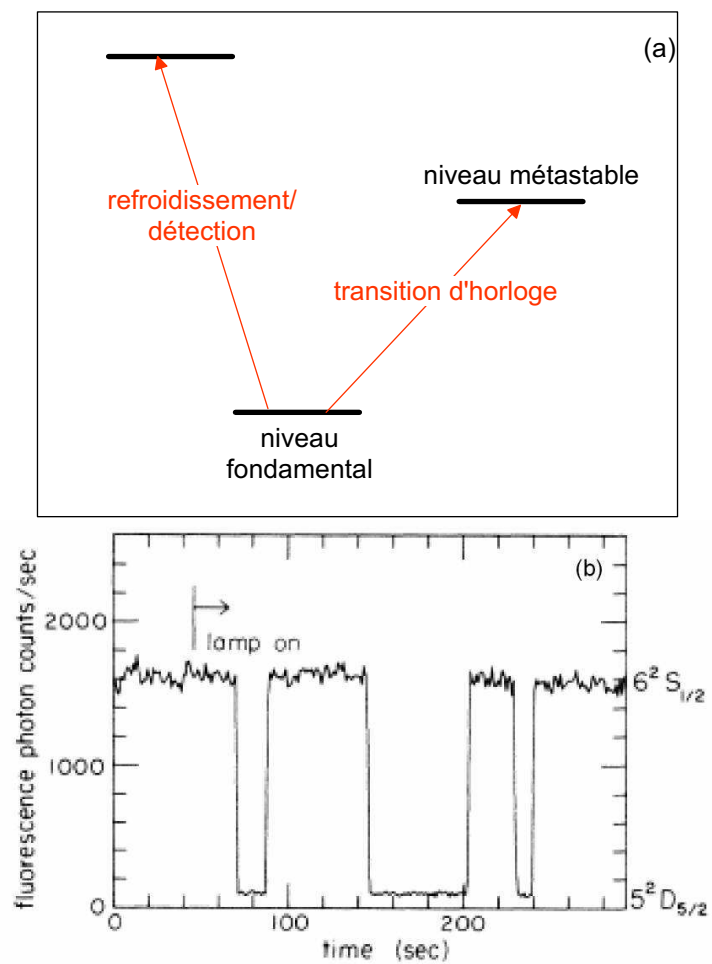 (a)
niveau métastable
refroidissement/
détection
transition d'horloge
niveau
fondamental
(b)
fluorescence photon counts/sec
2000
1000
0
lamp on
6²S₁/₂
5²D₅/₂
0 100 200
time (sec)